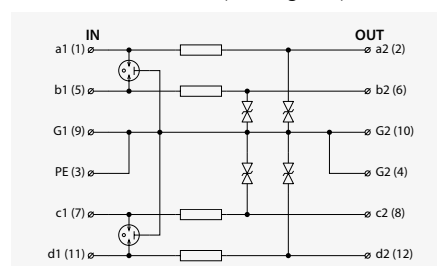 IN OUT
a1 (1) a2 (2)
b1 (5) b2 (6)
G1 (9) G2 (10)
PE (3) G2 (4)
c1 (7) c2 (8)
d1 (11) d2 (12)